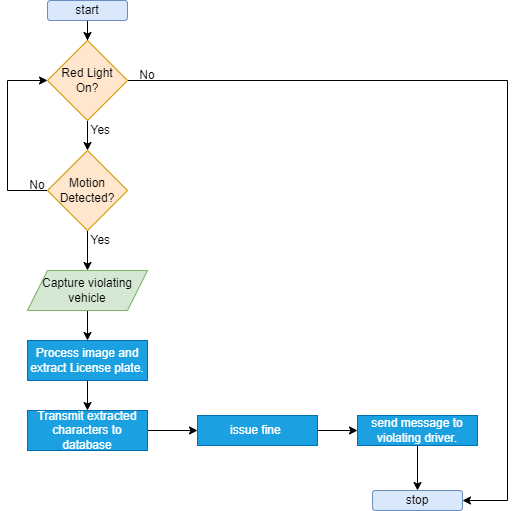 start
Red Light
On?
No
Yes
Motion
Detected?
No
Yes
Capture violating
vehicle
Process image and
extract License plate.
Transmit extracted
characters to
database
issue fine
send message to
violating driver.
stop